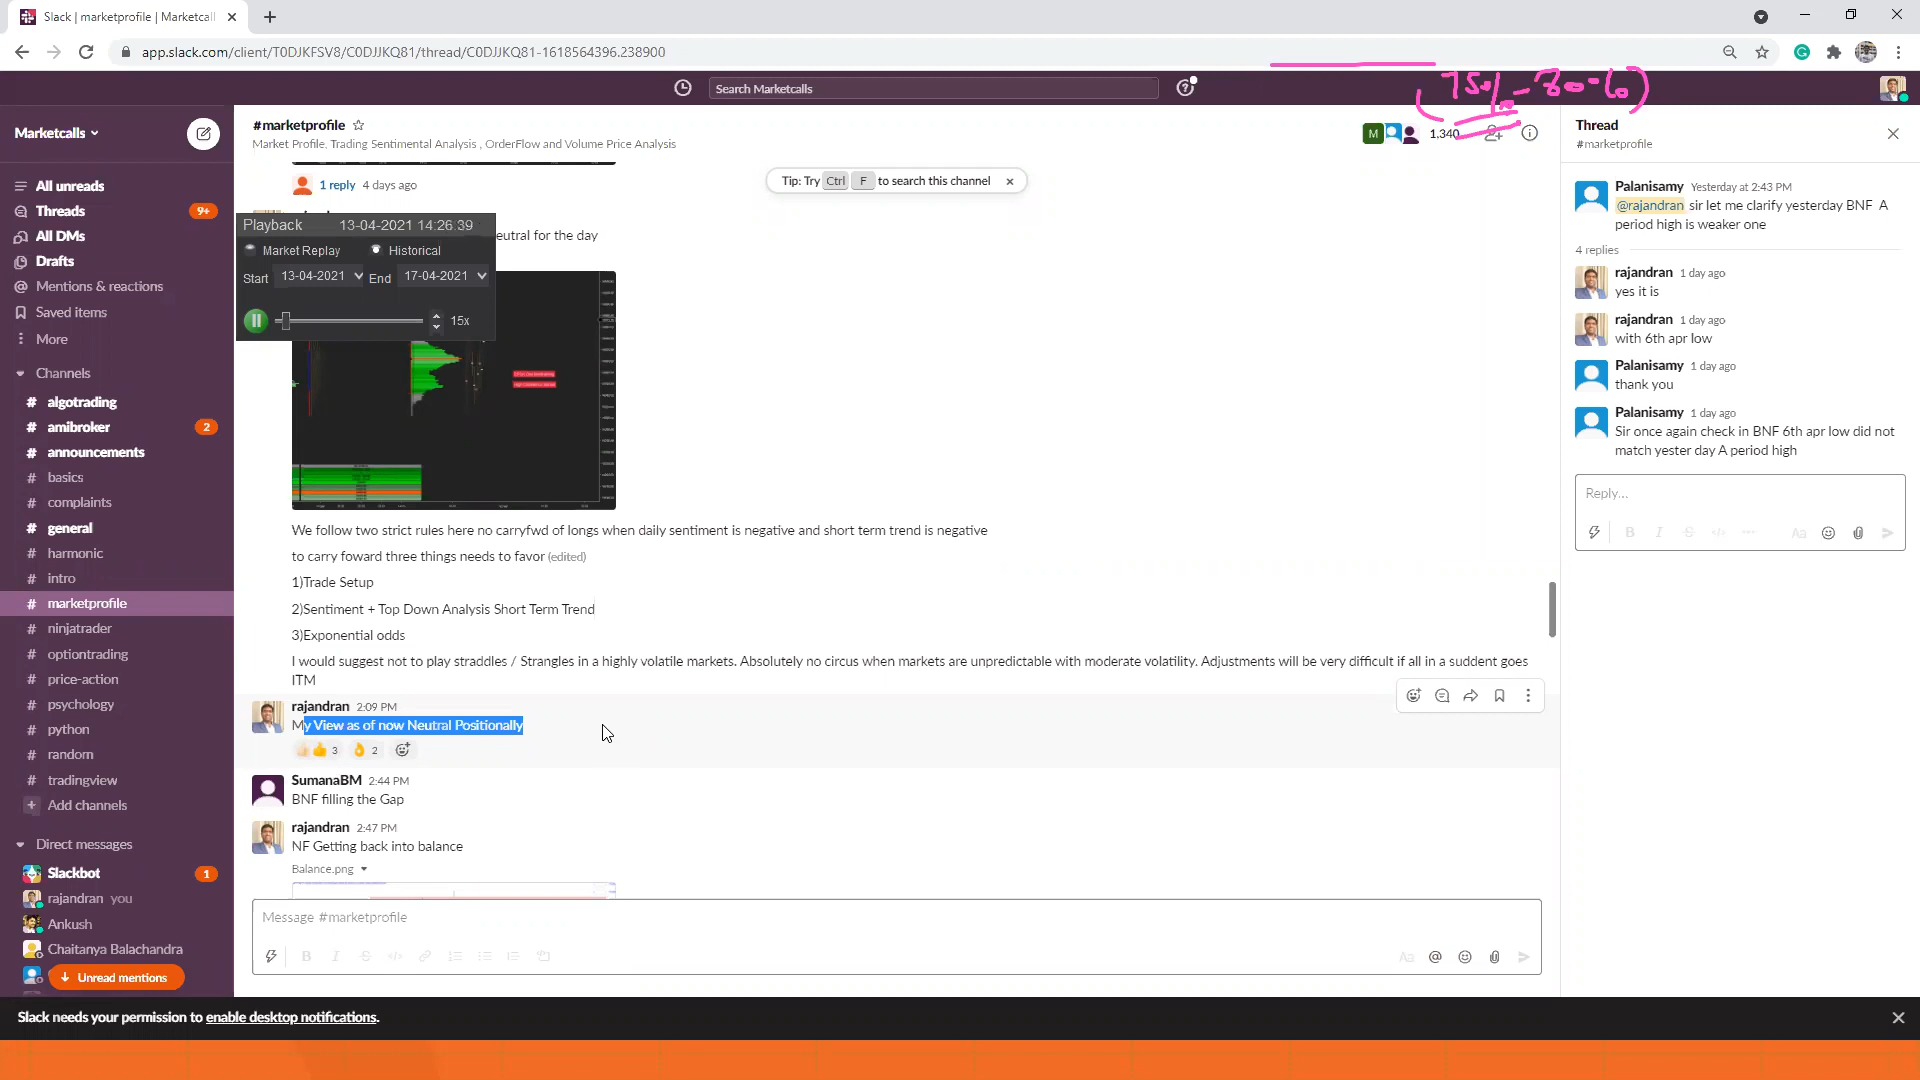 Slack | marketprofile | Marketcall
app.slack.com/client/T0DJKFSV8/C0DJJKQ81/thread/C0DJJKQ81-1618564396.238900
Search Marketcalls
Marketcalls
All unreads
Threads 9+
All DMs
Drafts
Mentions & reactions
Saved items
More
Channels
# algotrading
# amibroker 2
# announcements
# basics
# complaints
# general
# harmonic
# intro
# marketprofile
# ninjatrader
# optiontrading
# price-action
# psychology
# python
# random
# tradingview
+ Add channels
Direct messages
Slackbot 1
rajandran you
Ankush
Chaitanya Balachandra
Unread mentions
#marketprofile
Market Profile, Trading Sentimental Analysis , OrderFlow and Volume Price Analysis
M 1,340
Tip: Try Ctrl F to search this channel
1 reply 4 days ago
eutral for the day
Playback 13-04-2021 14:26:39
Market Replay Historical
Start 13-04-2021 End 17-04-2021
15x
We follow two strict rules here no carryfwd of longs when daily sentiment is negative and short term trend is negative
to carry foward three things needs to favor (edited)
1)Trade Setup
2)Sentiment + Top Down Analysis Short Term Trend
3)Exponential odds
I would suggest not to play straddles / Strangles in a highly volatile markets. Absolutely no circus when markets are unpredictable with moderate volatility. Adjustments will be very difficult if all in a suddent goes
ITM
rajandran 2:09 PM
My View as of now Neutral Positionally
3 2
SumanaBM 2:44 PM
BNF filling the Gap
rajandran 2:47 PM
NF Getting back into balance
Balance.png
Message #marketprofile
Thread
#marketprofile
Palanisamy Yesterday at 2:43 PM
@rajandran sir let me clarify yesterday BNF A
period high is weaker one
4 replies
rajandran 1 day ago
yes it is
rajandran 1 day ago
with 6th apr low
Palanisamy 1 day ago
thank you
Palanisamy 1 day ago
Sir once again check in BNF 6th apr low did not
match yester day A period high
Reply...
Slack needs your permission to enable desktop notifications.